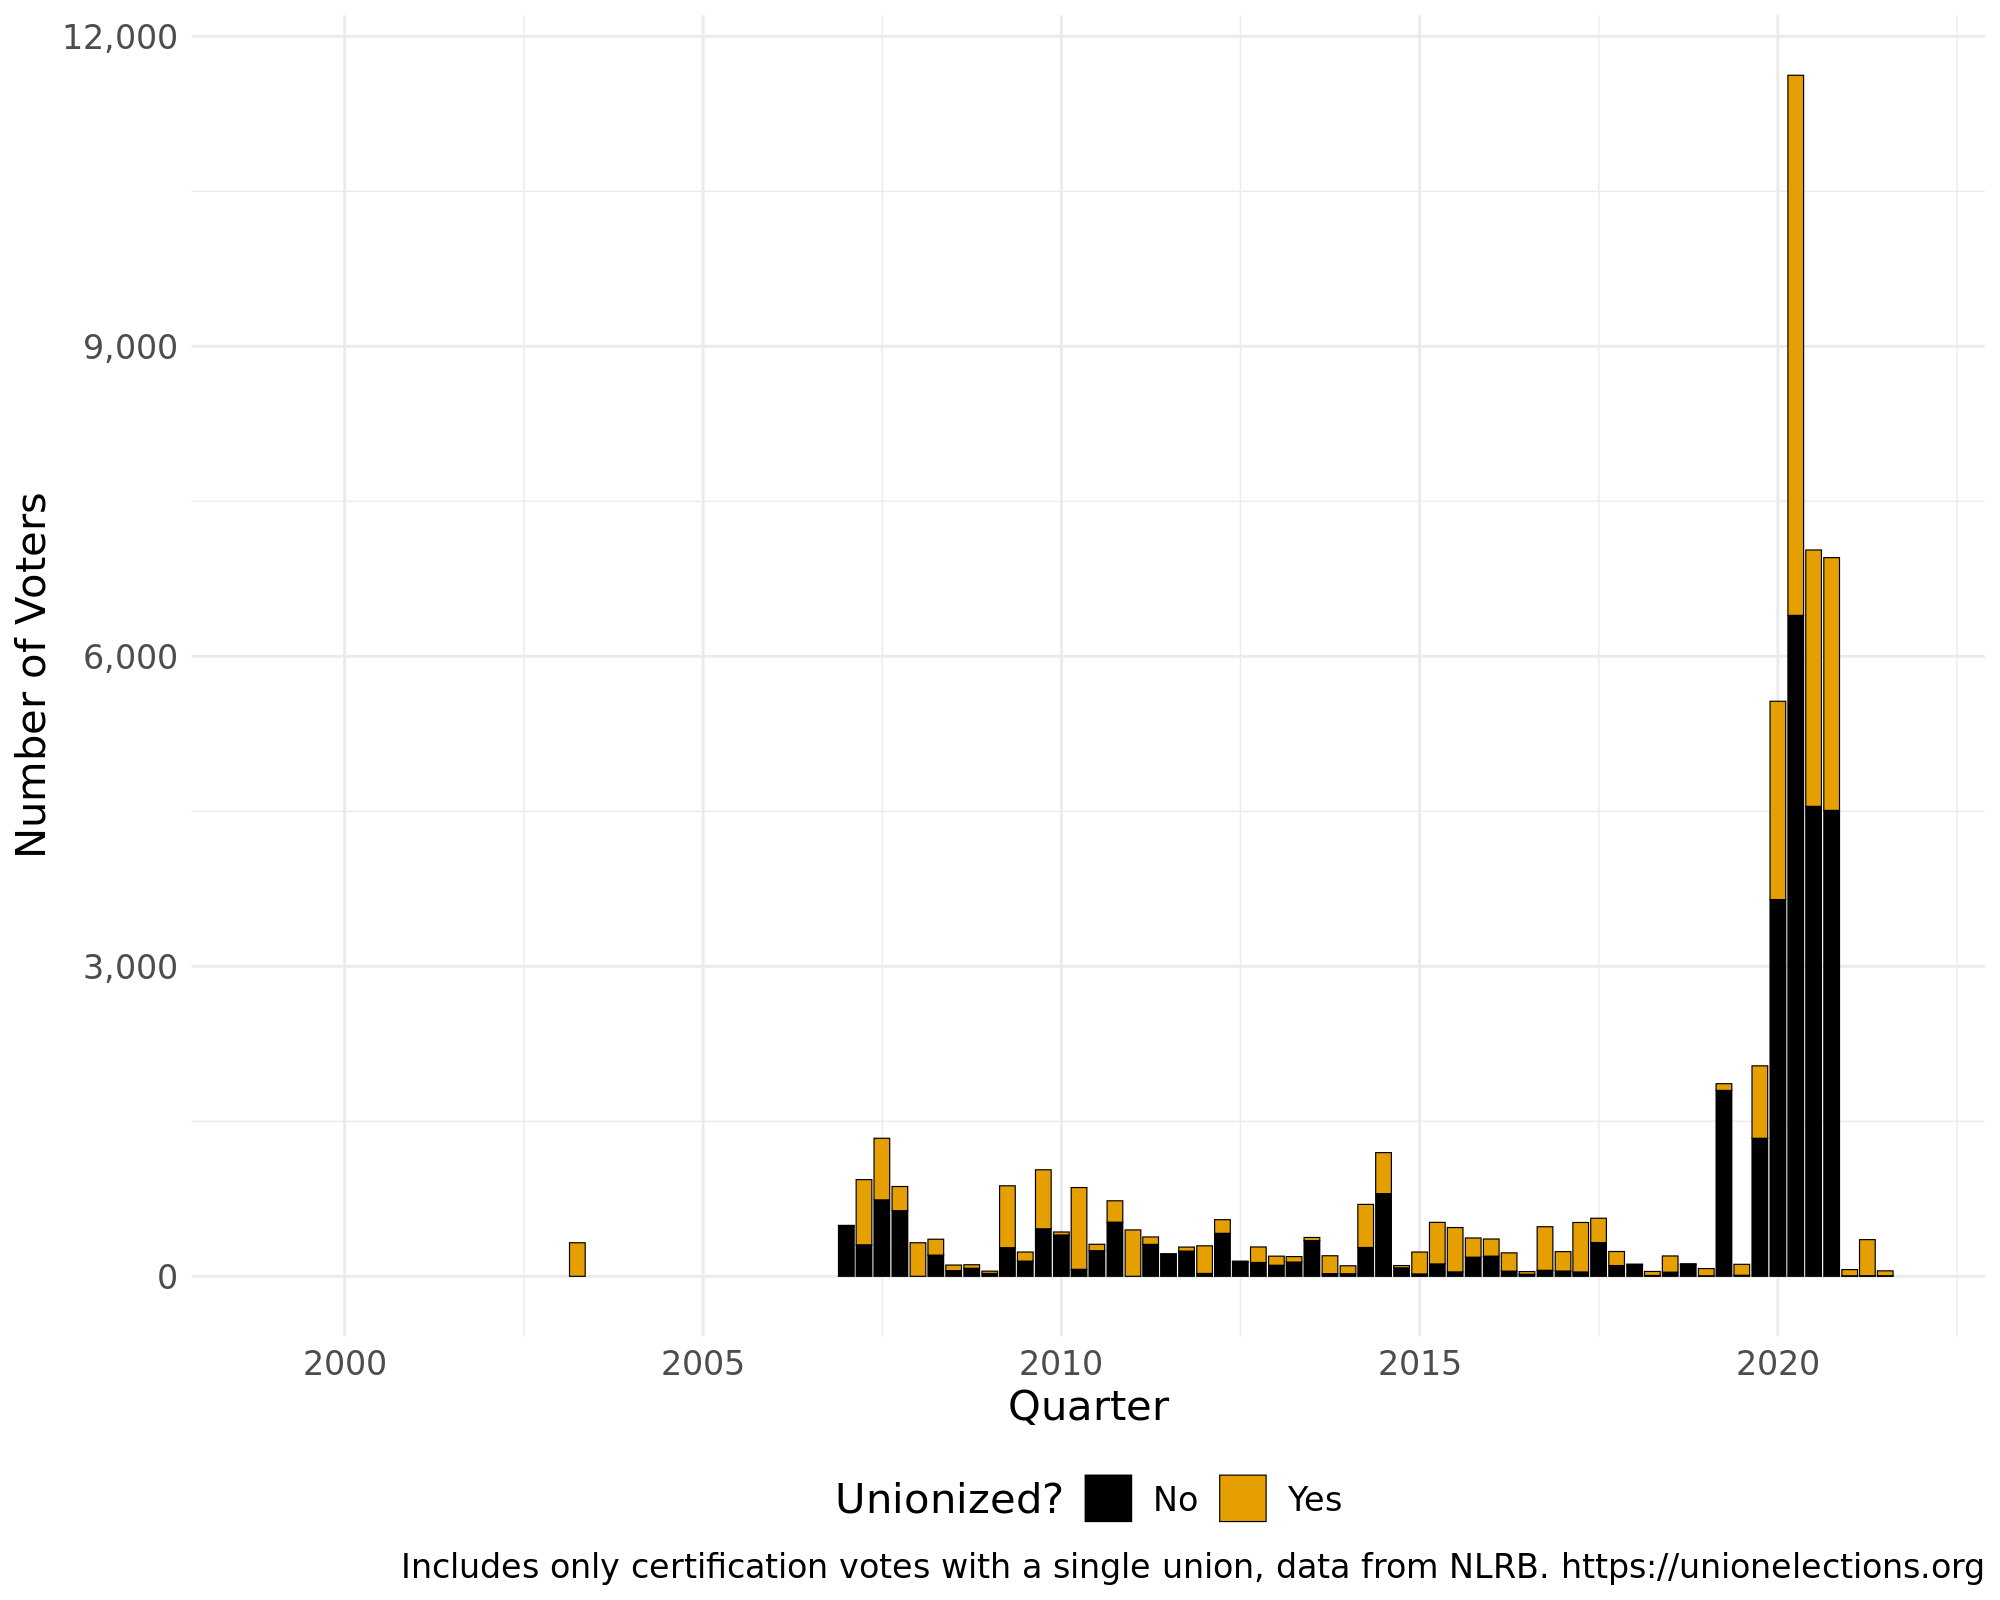 12,000
9,000
6,000
3,000
0
Number of Voters
2000 2005 2010 2015 2020
Quarter
Unionized? No Yes
Includes only certification votes with a single union, data from NLRB. https://unionelections.org